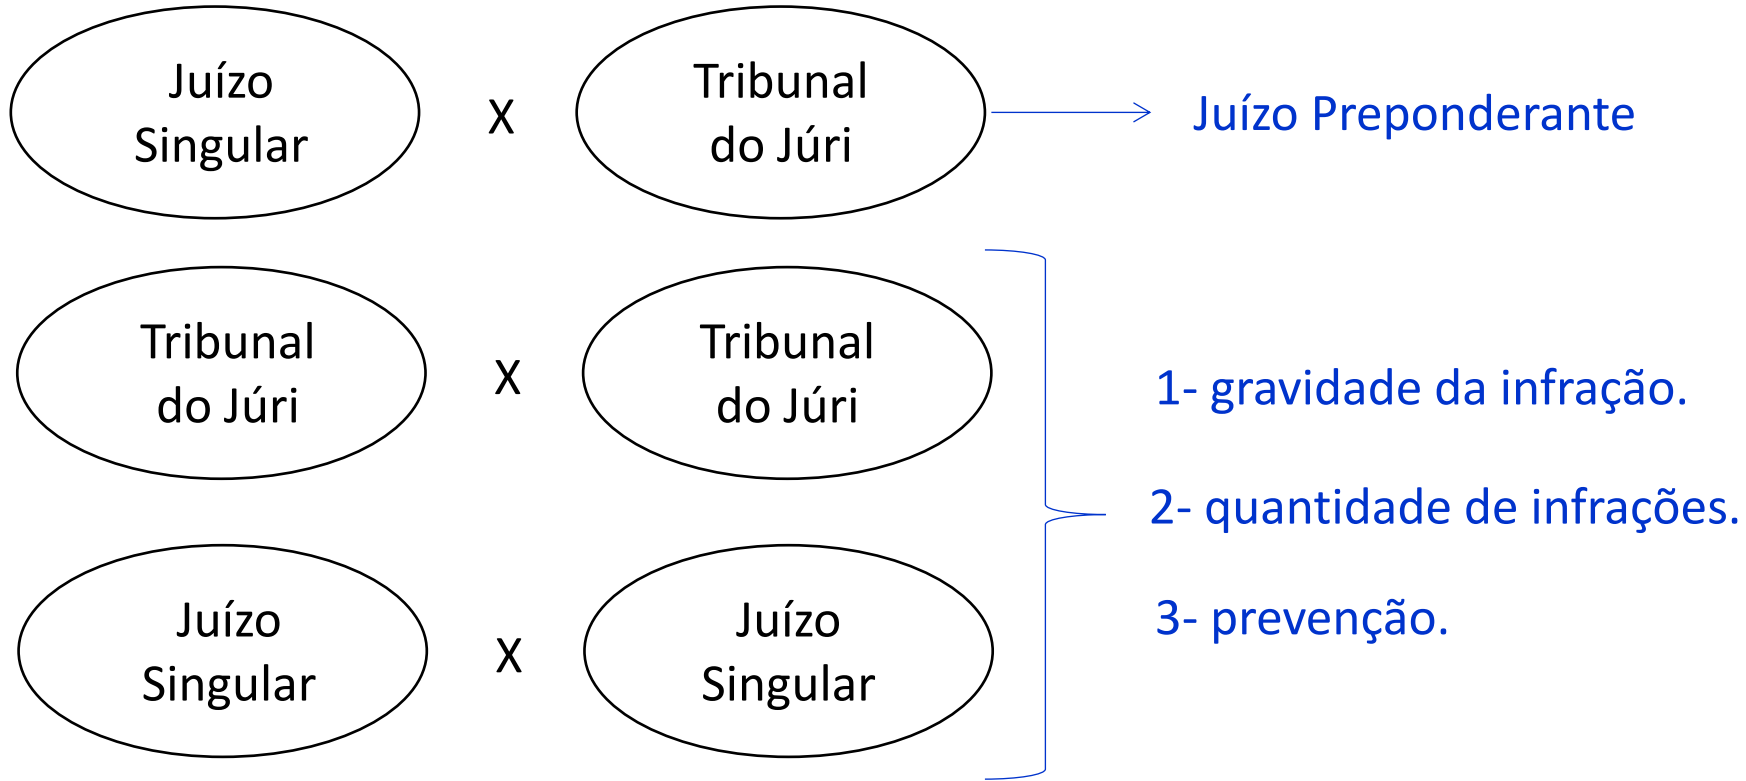 Juízo
Singular
X
Tribunal
do Júri
Juízo Preponderante
Tribunal
do Júri
X
Tribunal
do Júri
1- gravidade da infração.
2- quantidade de infrações.
3- prevenção.
Juízo
Singular
X
Juízo
Singular